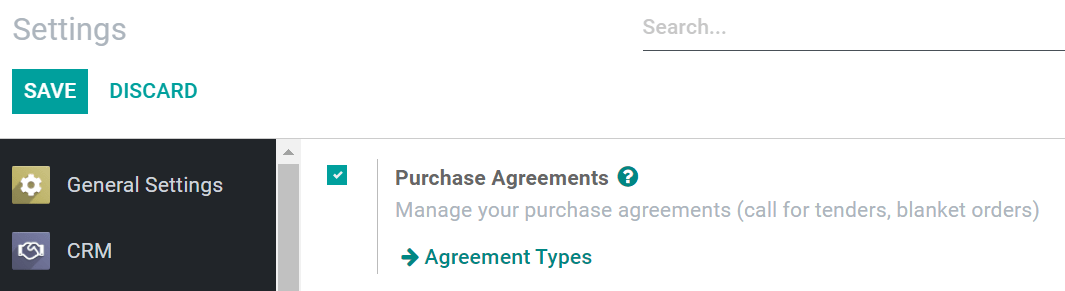 Settings
Search...
SAVE DISCARD
General Settings
CRM
Purchase Agreements ?
Manage your purchase agreements (call for tenders, blanket orders)
Agreement Types